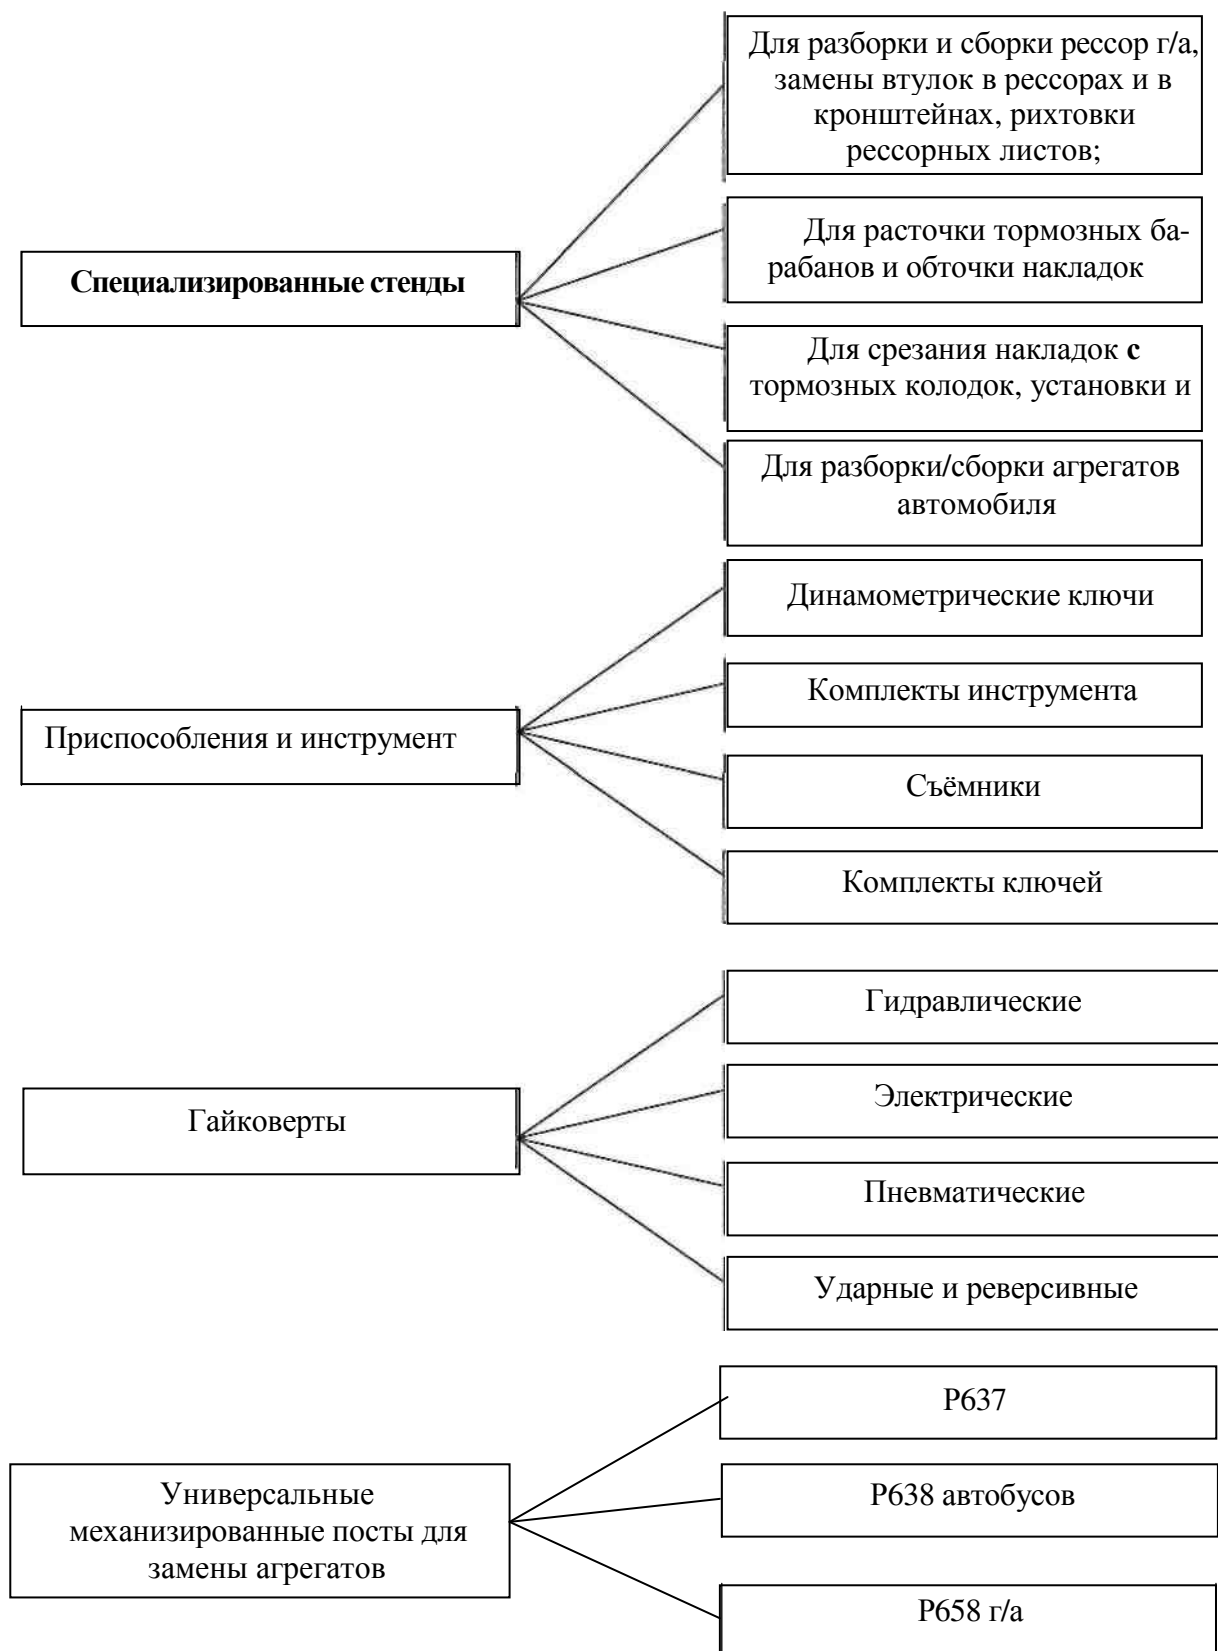 Для разборки и сборки рессор г/а,
замены втулок в рессорах и в
кронштейнах, рихтовки
рессорных листов;
Специализированные стенды
Для расточки тормозных ба-
рабанов и обточки накладок
Для срезания накладок с
тормозных колодок, установки и
Для разборки/сборки агрегатов
автомобиля
Приспособления и инструмент
Динамометрические ключи
Комплекты инструмента
Съёмники
Комплекты ключей
Гайковерты
Гидравлические
Электрические
Пневматические
Ударные и реверсивные
Универсальные
механизированные посты для
замены агрегатов
Р637
Р638 автобусов
Р658 г/а